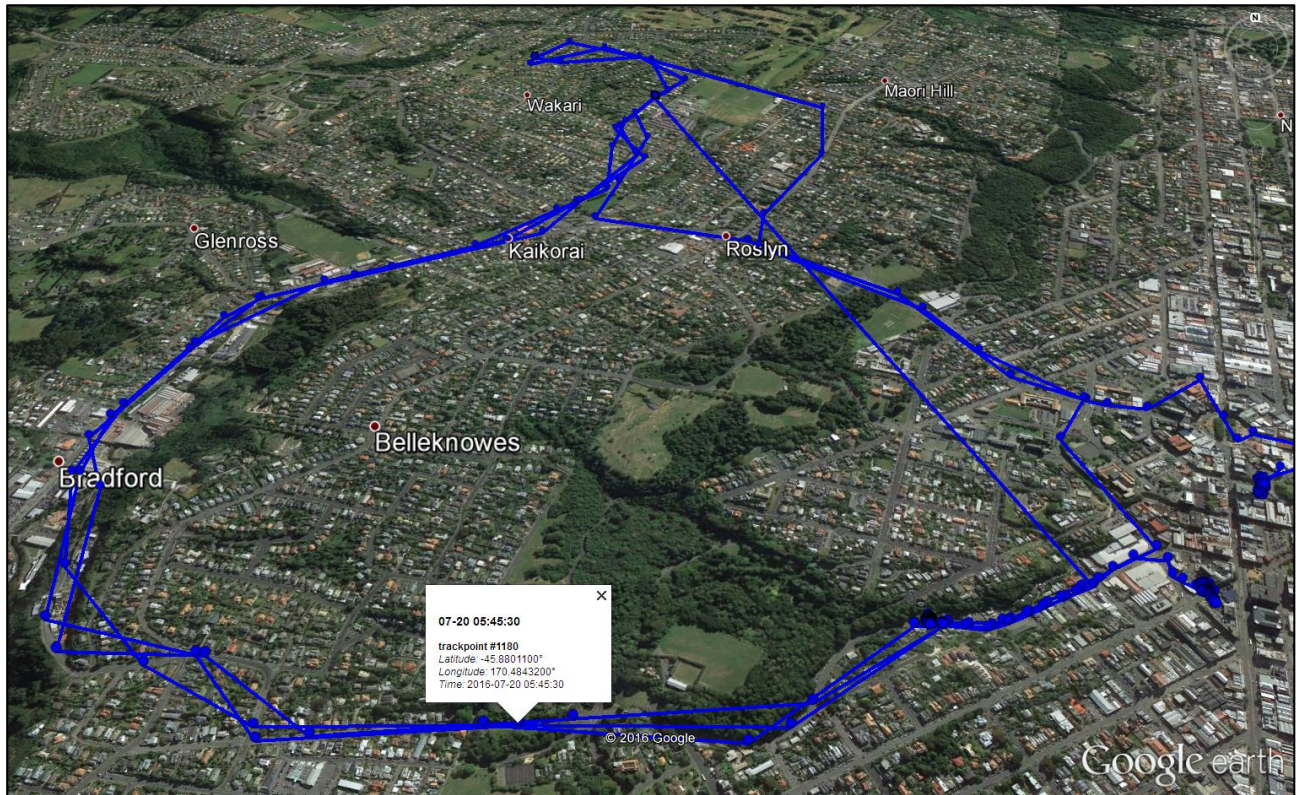 N
Maori Hill
Wakari
N
Glenross
Kaikorai
Roslyn
Belleknowes
Bradford
07-20 05:45:30
trackpoint #1180
Latitude: -45.8801100°
Longitude: 170.4843200°
Time: 2016-07-20 05:45:30
© 2016 Google
Google earth